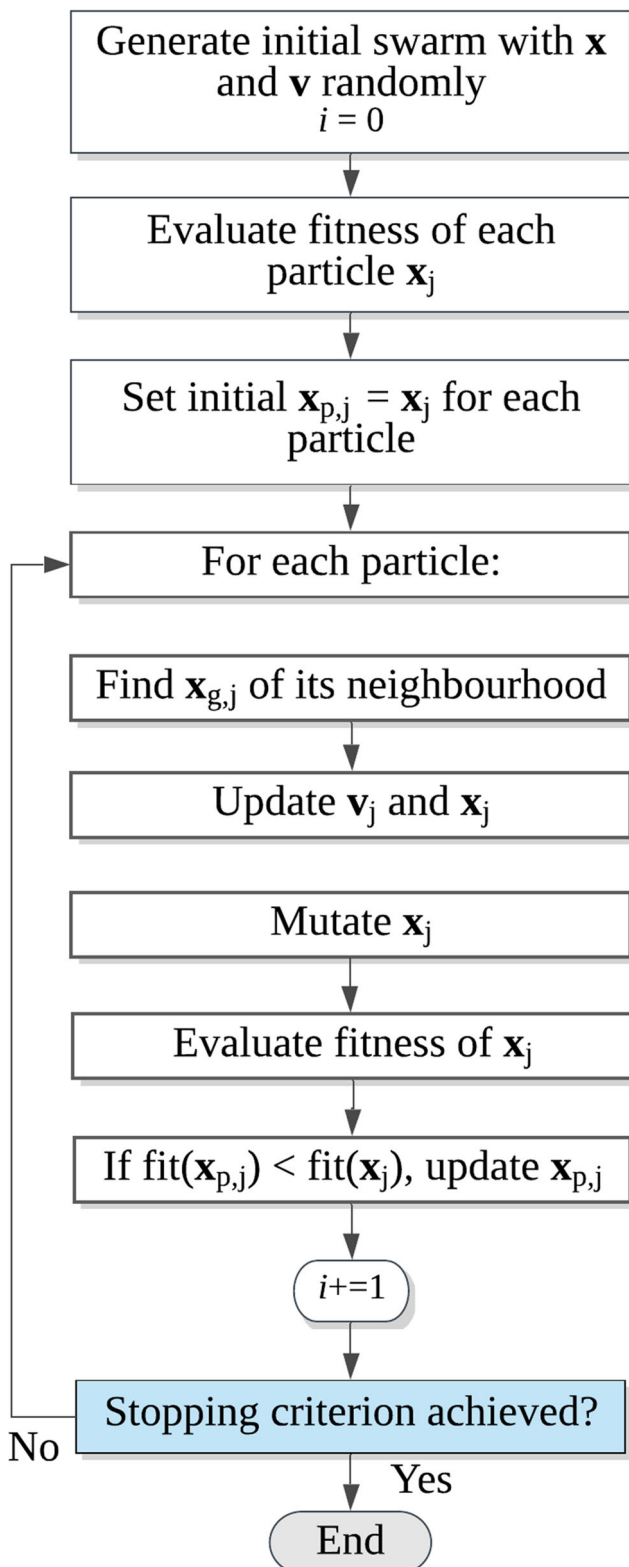 Generate initial swarm with x
and v randomly
i = 0
Evaluate fitness of each
particle xj
Set initial xp,j = xj for each
particle
For each particle:
Find xg,j of its neighbourhood
Update vj and xj
Mutate xj
Evaluate fitness of xj
If fit(xp,j) < fit(xj), update xp,j
i+=1
Stopping criterion achieved?
No
Yes
End